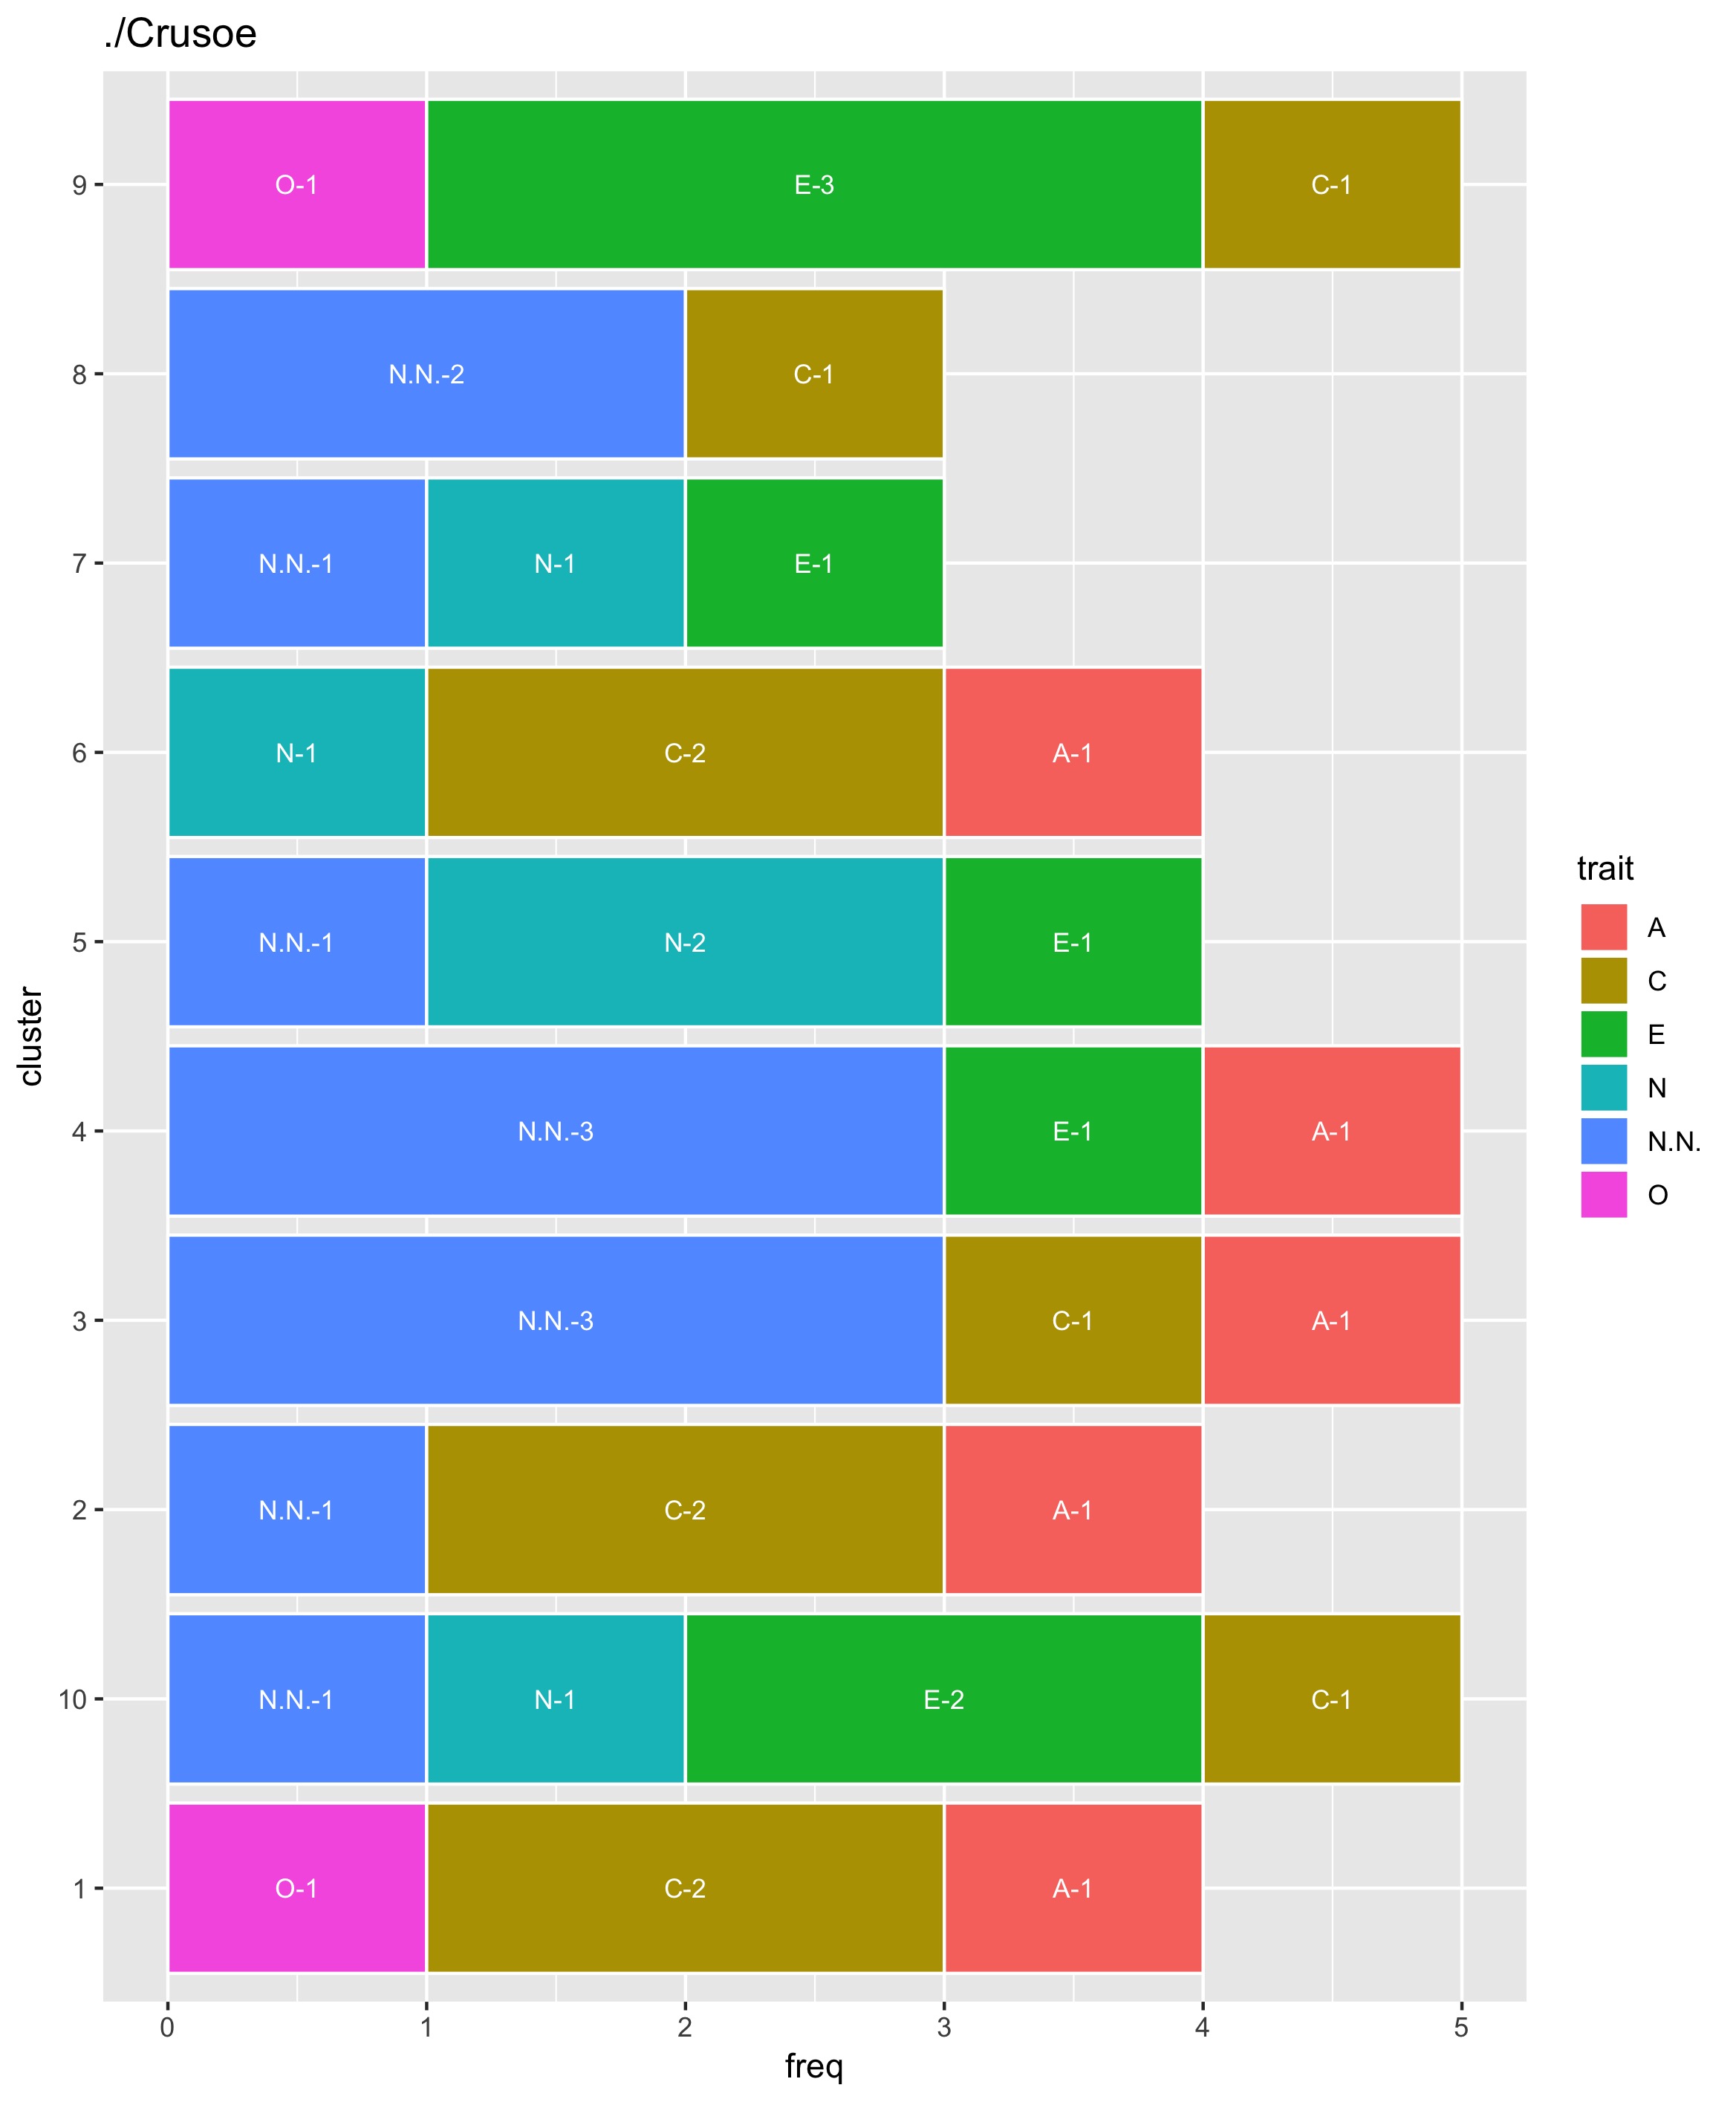 ./Crusoe
9
O-1 E-3 C-1
8
N.N.-2 C-1
7
N.N.-1 N-1 E-1
6
N-1 C-2 A-1
5
N.N.-1 N-2 E-1
4
N.N.-3 E-1 A-1
3
N.N.-3 C-1 A-1
2
N.N.-1 C-2 A-1
10
N.N.-1 N-1 E-2 C-1
1
O-1 C-2 A-1
cluster
0 1 2 3 4 5
freq
trait
A
C
E
N
N.N.
O